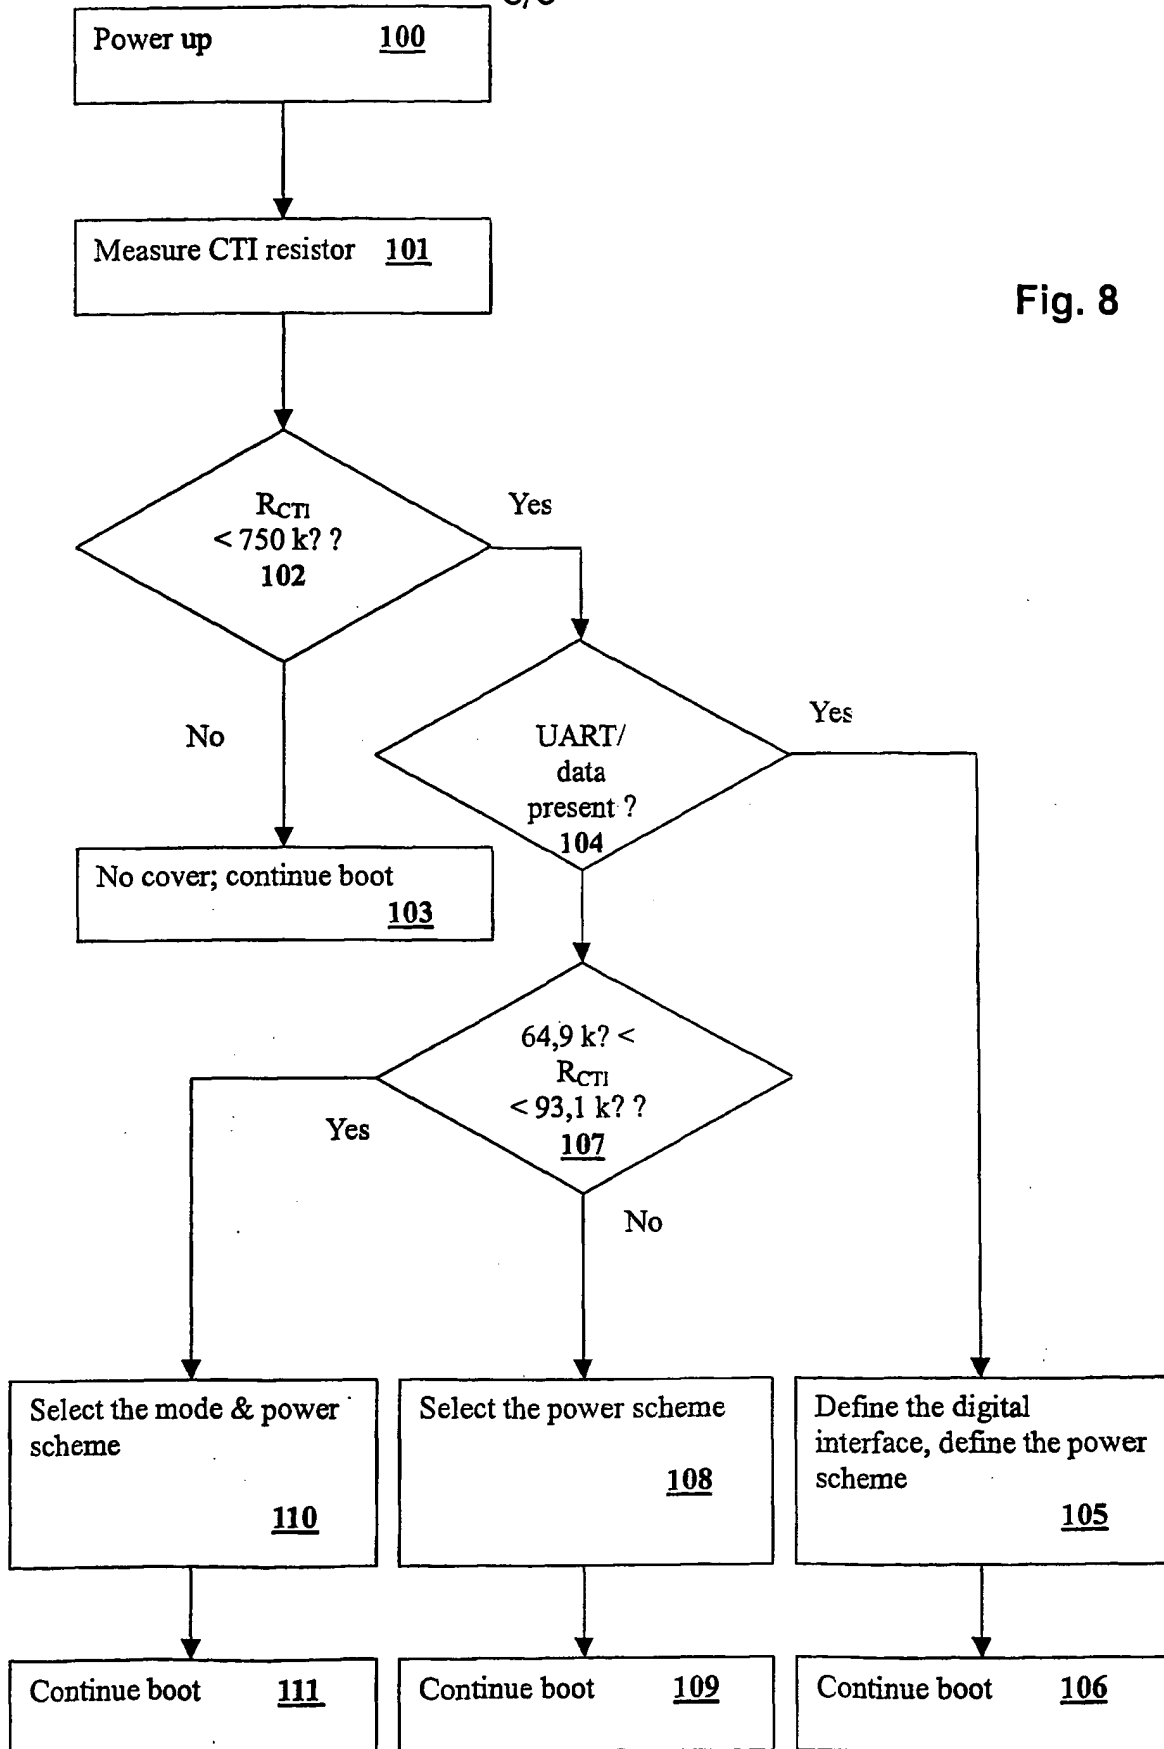 Power up 100
Measure CTI resistor 101
Fig. 8
RCTI
< 750 k? ?
102
Yes
No
UART/
data
present ?
104
Yes
No cover; continue boot
103
64,9 k? <
RCTI
< 93,1 k? ?
107
Yes
No
Select the mode & power
scheme
110
Select the power scheme
108
Define the digital
interface, define the power
scheme
105
Continue boot 111
Continue boot 109
Continue boot 106